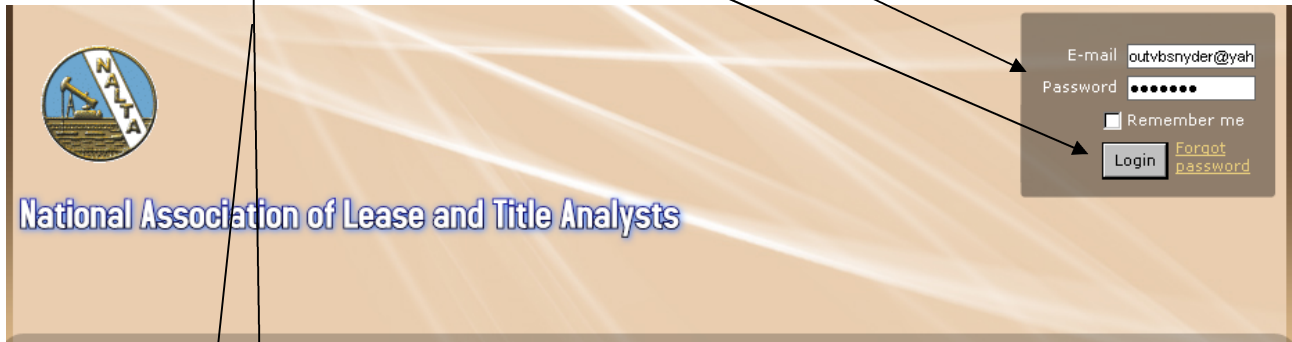 NALTA
E-mail outvbsnyder@yah
Password •••••••
Remember me
Login Forgot password
National Association of Lease and Title Analysts